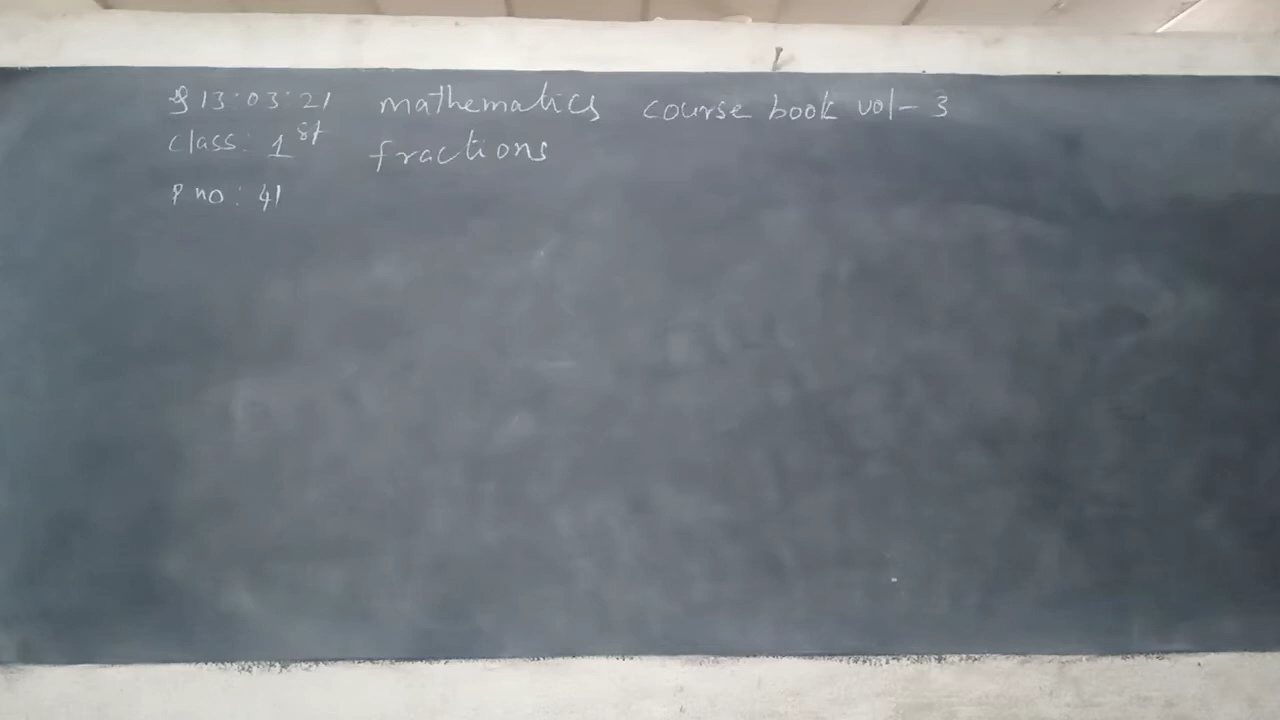 13:03:21 mathematics course book vol-3
class: 1st fractions
P no: 41